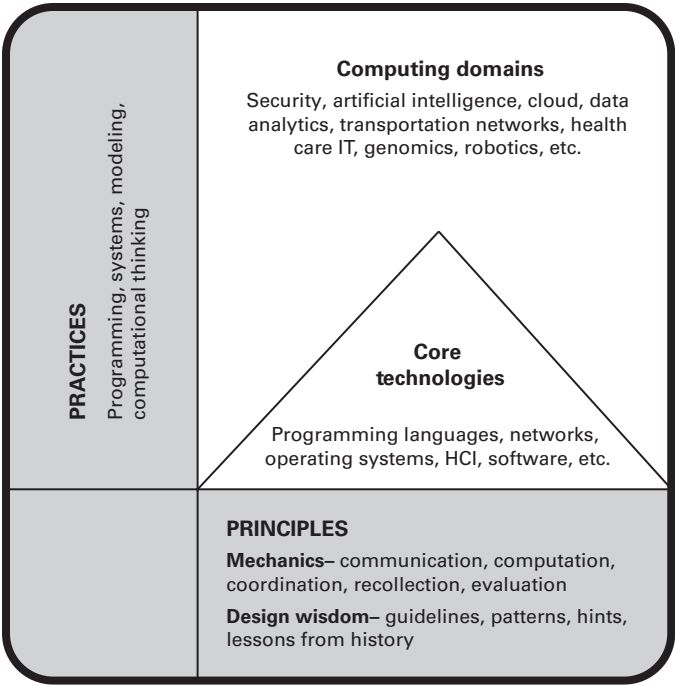 PRACTICES
Programming, systems, modeling,
computational thinking
Computing domains
Security, artificial intelligence, cloud, data
analytics, transportation networks, health
care IT, genomics, robotics, etc.
Core
technologies
Programming languages, networks,
operating systems, HCI, software, etc.
PRINCIPLES
Mechanics– communication, computation,
coordination, recollection, evaluation
Design wisdom– guidelines, patterns, hints,
lessons from history